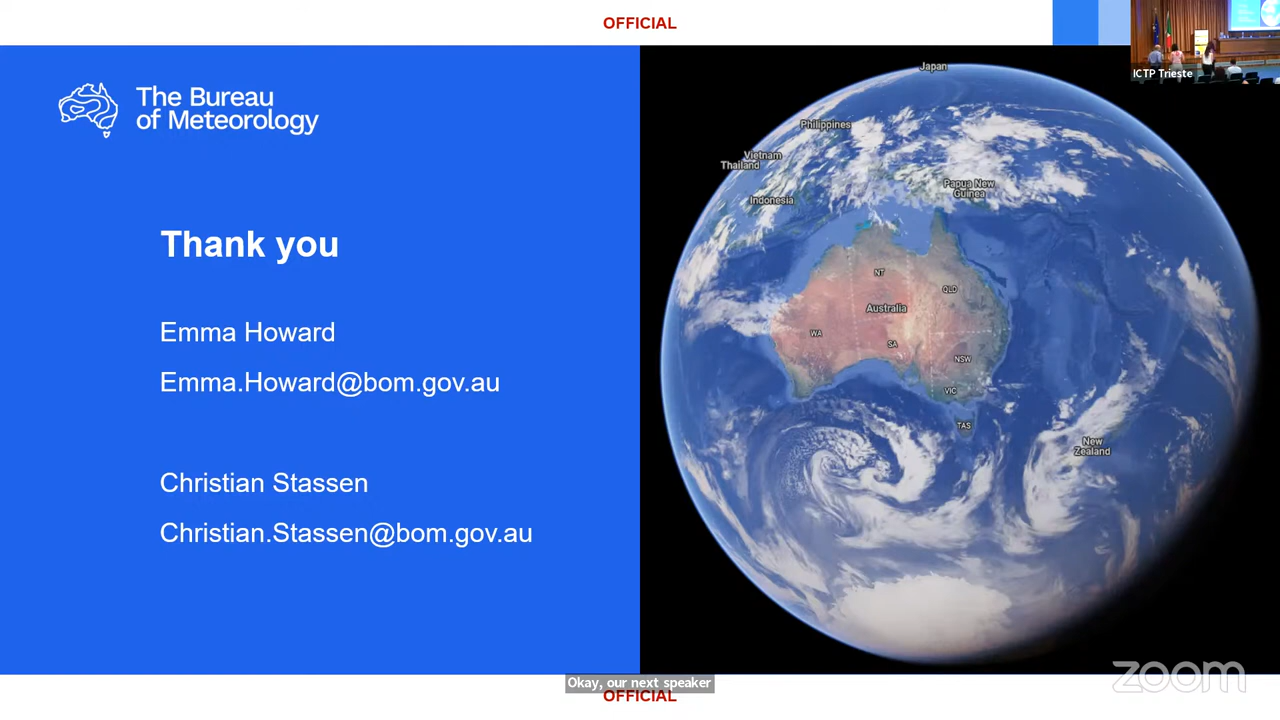 OFFICIAL
The Bureau
of Meteorology
Thank you
Emma Howard
Emma.Howard@bom.gov.au
Christian Stassen
Christian.Stassen@bom.gov.au
Japan
Philippines
Vietnam
Thailand
Indonesia
Papua New
Guinea
NT
QLD
Australia
WA
SA
NSW
VIC
TAS
New
Zealand
ICTP Trieste
Okay, our next speaker
OFFICIAL
zoom